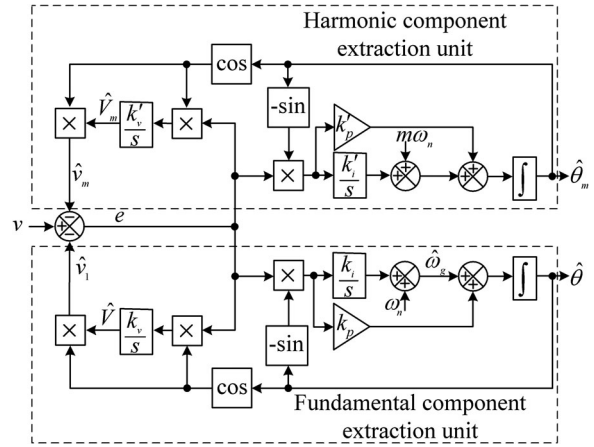 Harmonic component
extraction unit
cos
-sin
×
V̂ₘ
k′ᵥ
s
×
k′ₚ
mωₙ
×
k′ᵢ
s
+
+
+
+
∫
θ̂ₘ
v̂ₘ
v
+
−
−
e
v̂₁
×
kᵢ
s
+
+
ω̂g
+
+
∫
θ̂
ωₙ
×
V̂
kᵥ
s
×
-sin
kₚ
cos
Fundamental component
extraction unit